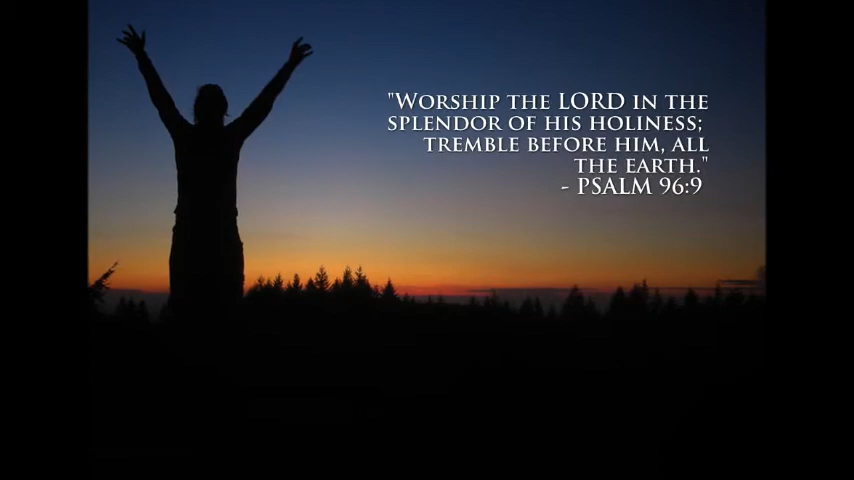 "Worship the LORD in the
splendor of his holiness;
tremble before him, all
the earth."
- PSALM 96:9